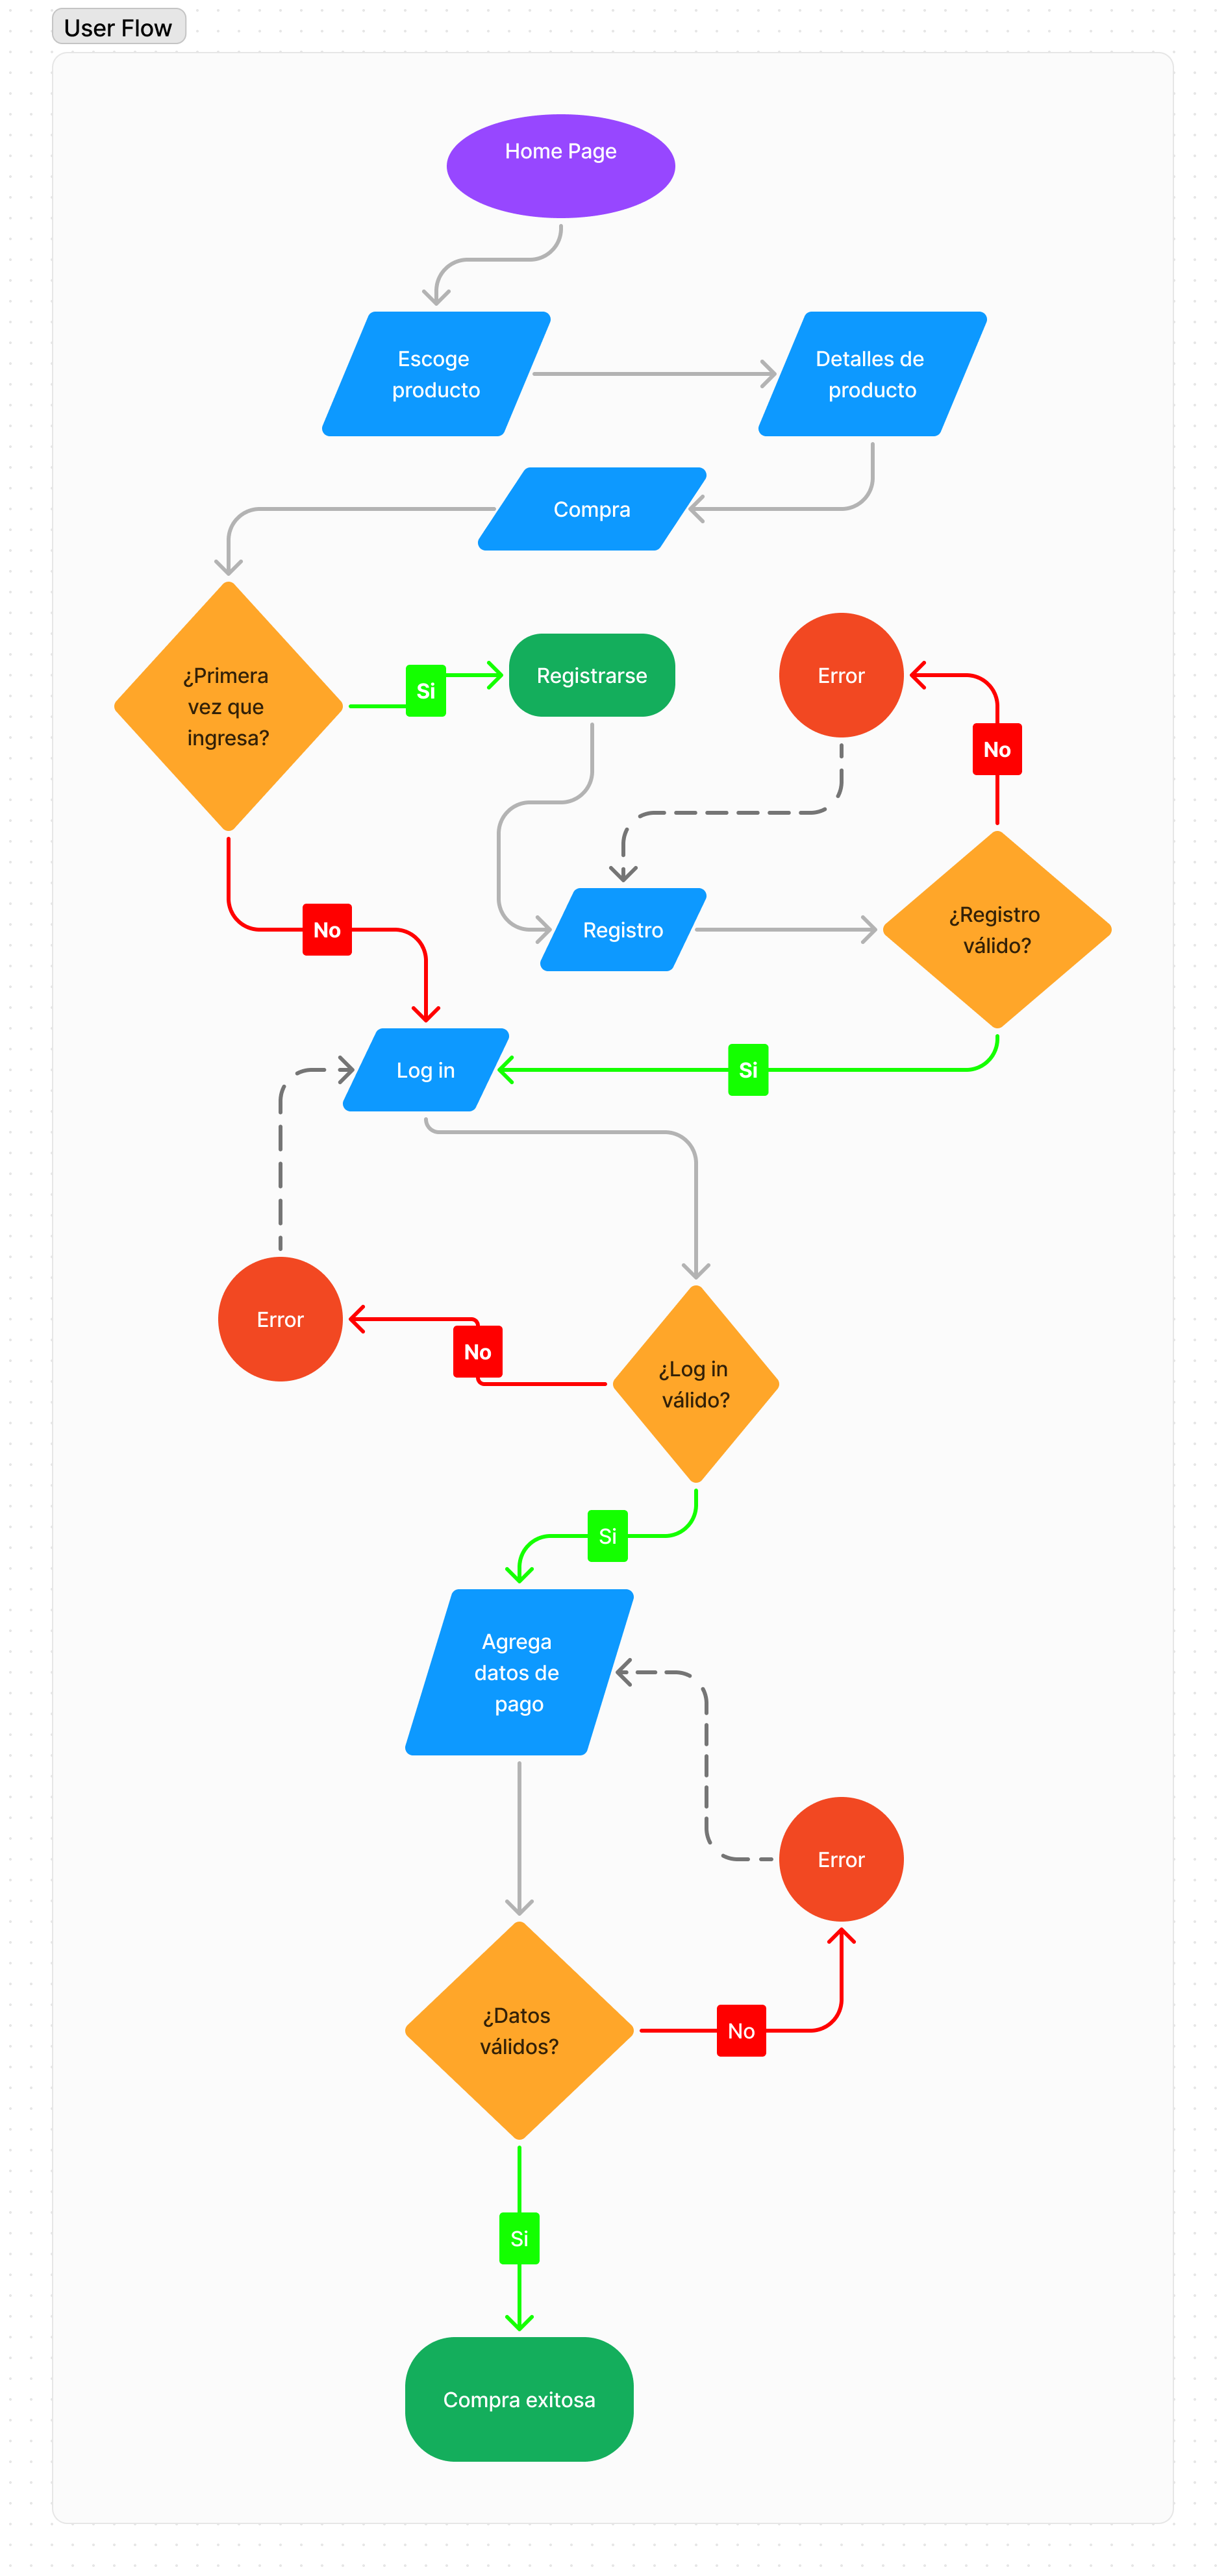 User Flow
Home Page
Escoge
producto
Detalles de
producto
Compra
¿Primera
vez que
ingresa?
Si
Registrarse
Error
No
No
Registro
¿Registro
válido?
Log in
Si
Error
No
¿Log in
válido?
Si
Agrega
datos de
pago
Error
¿Datos
válidos?
No
Si
Compra exitosa